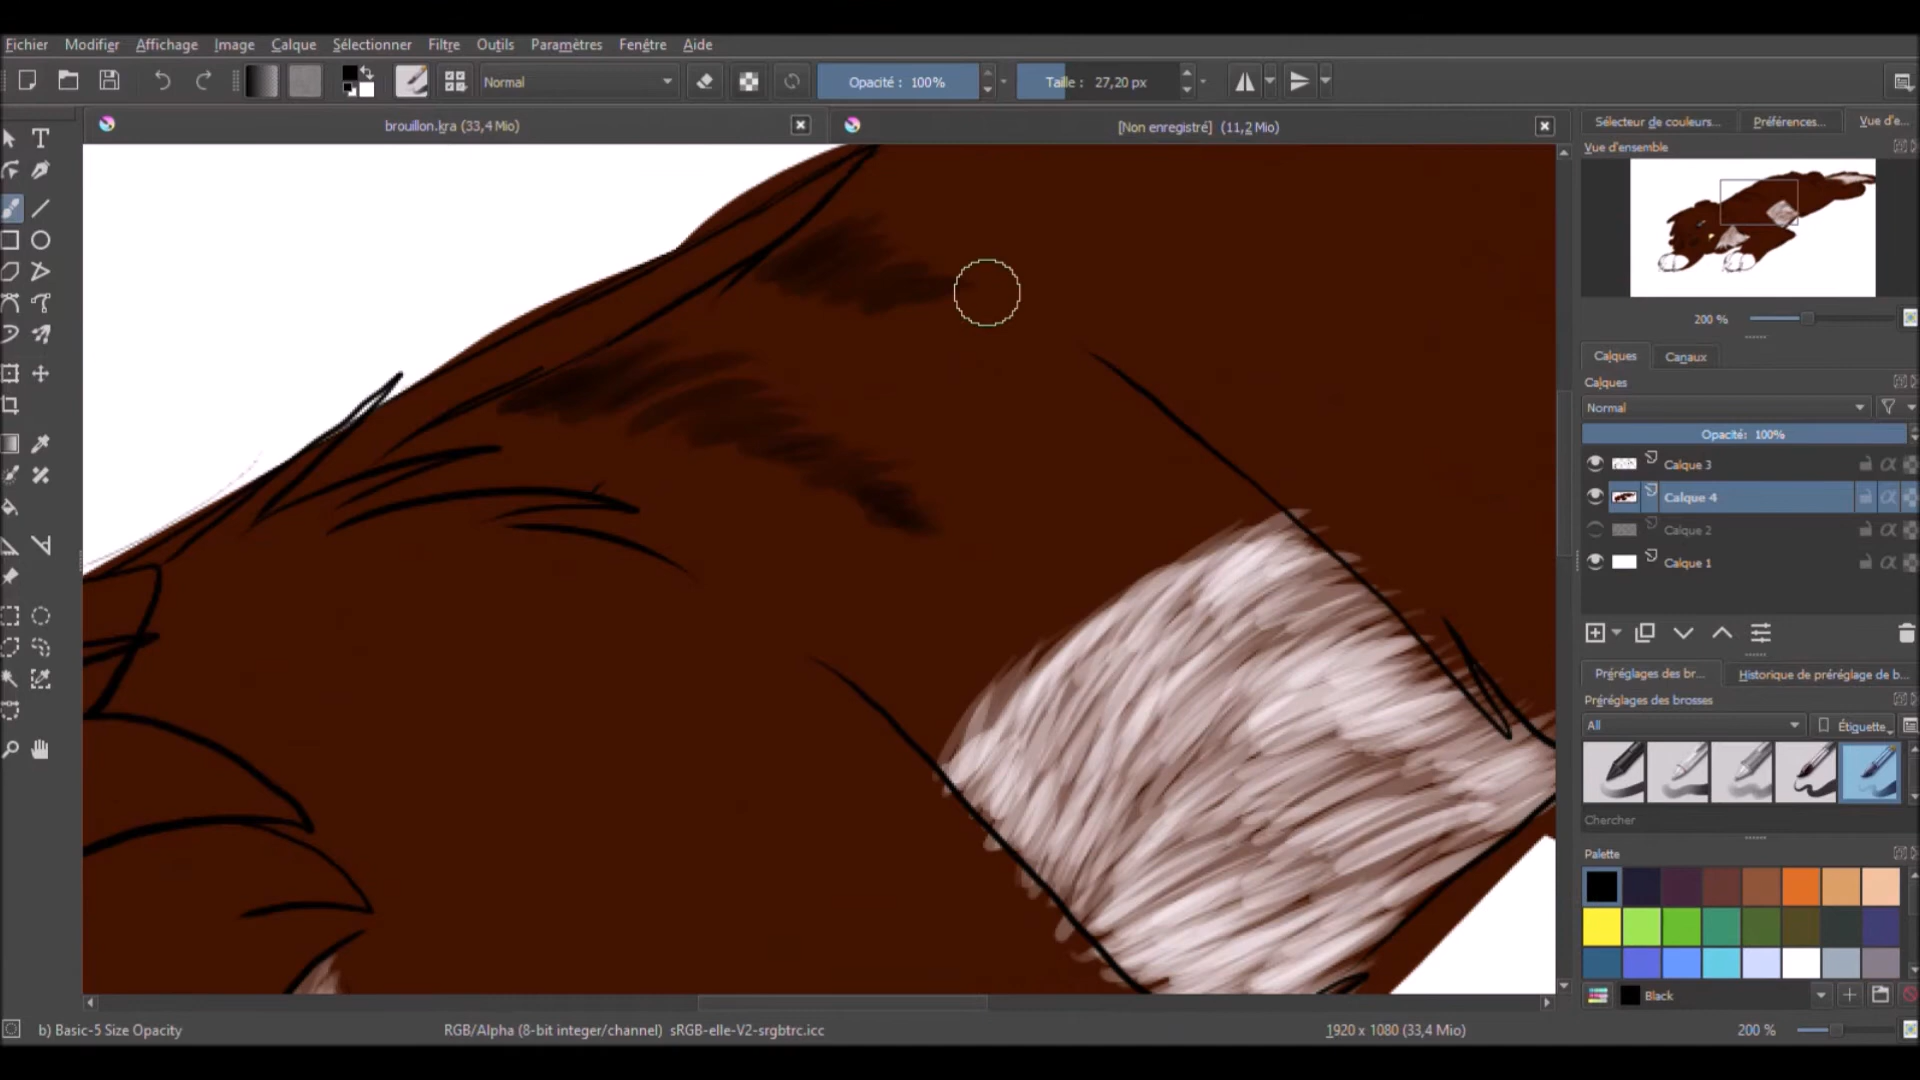 Fichier Modifier Affichage Image Calque Sélectionner Filtre Outils Paramètres Fenêtre Aide
Normal Opacité : 100% Taille : 27,20 px
brouillon.kra (33,4 Mio) [Non enregistré] (11,2 Mio)
Sélecteur de couleurs... Préférences... Vue d'e...
Vue d'ensemble
200 %
Calques Canaux
Calques
Normal
Opacité: 100%
Calque 3
Calque 4
Calque 2
Calque 1
Préréglages des br... Historique de préréglage de b...
Préréglages des brosses
All Étiquette
Chercher
Palette
Black
b) Basic-5 Size Opacity RGB/Alpha (8-bit integer/channel) sRGB-elle-V2-srgbtrc.icc 1920 x 1080 (33,4 Mio) 200 %